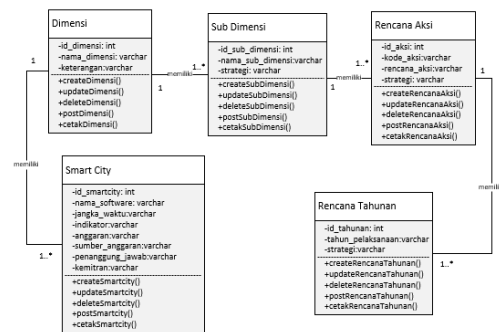 Dimensi
-id_dimensi: int
-nama_dimensi: varchar
-keterangan:varchar
+createDimensi()
+updateDimensi()
+deleteDimensi()
+postDimensi()
+cetakDimensi()
1
1..*
memiliki
1
Sub Dimensi
-id_sub_dimensi: int
-nama_sub_dimensi:varchar
-strategi: varchar
+createSubDimensi()
+updateSubDimensi()
+deleteSubDimensi()
+postSubDimensi()
+cetakSubDimensi()
1..*
memiliki
1
Rencana Aksi
-id_aksi: int
-kode_aksi:varchar
-rencana_aksi:varchar
-strategi: varchar
+createRencanaAksi()
+updateRencanaAksi()
+deleteRencanaAksi()
+postRencanaAksi()
+cetakRencanaAksi()
1
memiliki
1..*
Smart City
-id_smartcity: int
-nama_software: varchar
-jangka_waktu:varchar
-indikator:varchar
-anggaran:varchar
-sumber_anggaran:varchar
-penanggung_jawab:varchar
-kemitran:varchar
+createSmartcity()
+updateSmartcity()
+deleteSmartcity()
+postSmartcity()
+cetakSmartcity()
Rencana Tahunan
-id_tahunan: int
-tahun_pelaksanaan:varchar
-strategi:varchar
+createRencanaTahunan()
+updateRencanaTahunan()
+deleteRencanaTahunan()
+postRencanaTahunan()
+cetakRencanaTahunan()
1..*